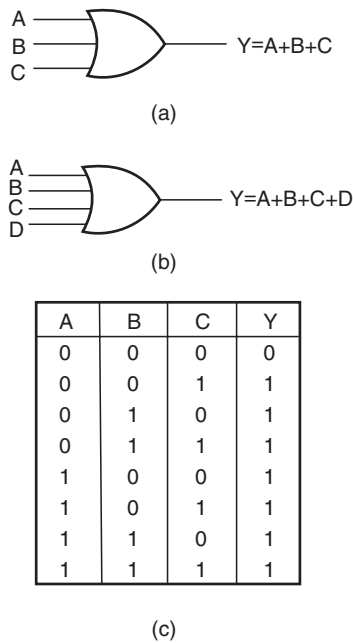 A
B
C
Y=A+B+C
(a)
A
B
C
D
Y=A+B+C+D
(b)
A B C Y
0 0 0 0
0 0 1 1
0 1 0 1
0 1 1 1
1 0 0 1
1 0 1 1
1 1 0 1
1 1 1 1
(c)